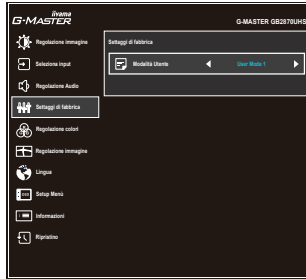 iiyama
G-MASTER
G-MASTER GB2870UHS
Regolazione immagine
Settaggi di fabbrica
Seleziona input
Modalità Utente
User Mode 1
Regolazione Audio
Settaggi di fabbrica
Regolazione colori
Regolazione immagine
Lingua
Setup Menù
Informazioni
Ripristino